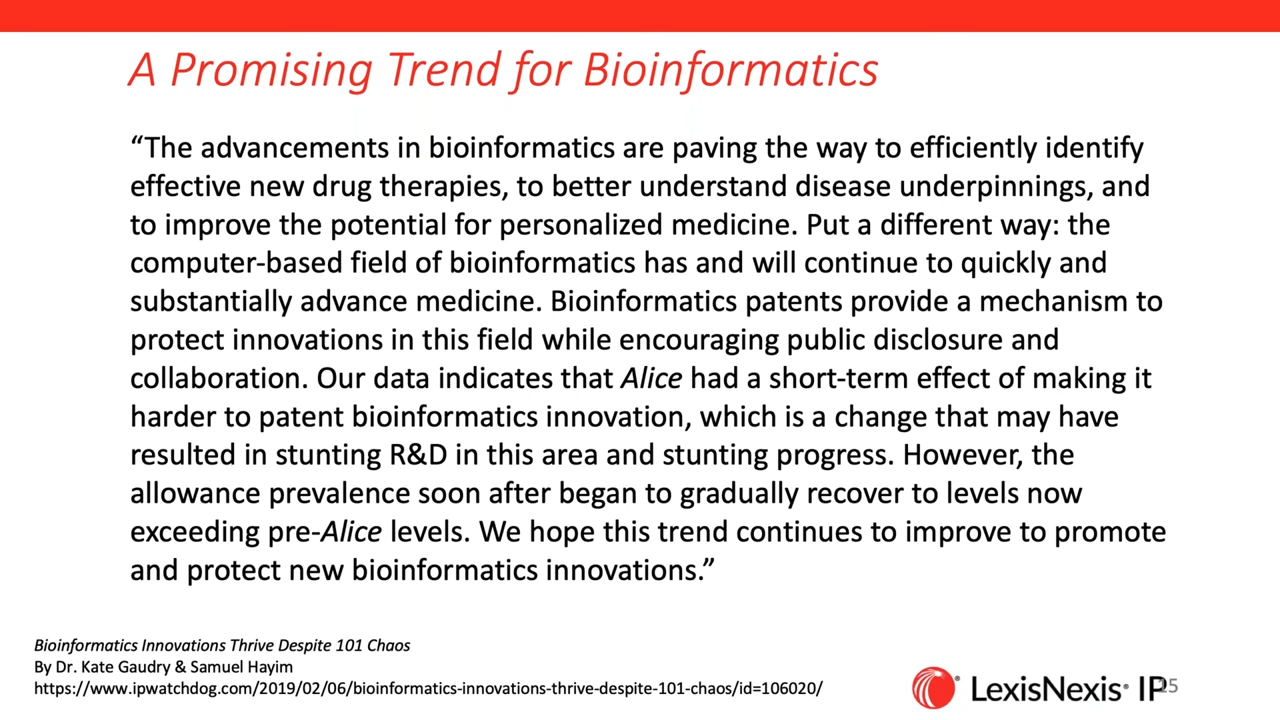 A Promising Trend for Bioinformatics
“The advancements in bioinformatics are paving the way to efficiently identify
effective new drug therapies, to better understand disease underpinnings, and
to improve the potential for personalized medicine. Put a different way: the
computer-based field of bioinformatics has and will continue to quickly and
substantially advance medicine. Bioinformatics patents provide a mechanism to
protect innovations in this field while encouraging public disclosure and
collaboration. Our data indicates that Alice had a short-term effect of making it
harder to patent bioinformatics innovation, which is a change that may have
resulted in stunting R&D in this area and stunting progress. However, the
allowance prevalence soon after began to gradually recover to levels now
exceeding pre-Alice levels. We hope this trend continues to improve to promote
and protect new bioinformatics innovations.”
Bioinformatics Innovations Thrive Despite 101 Chaos
By Dr. Kate Gaudry & Samuel Hayim
https://www.ipwatchdog.com/2019/02/06/bioinformatics-innovations-thrive-despite-101-chaos/id=106020/
LexisNexis® IP
25